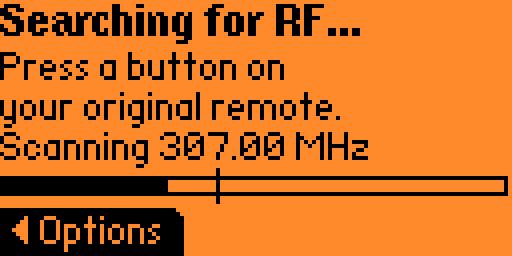 Searching for RF...
Press a button on
your original remote.
Scanning 307.00 MHz
Options